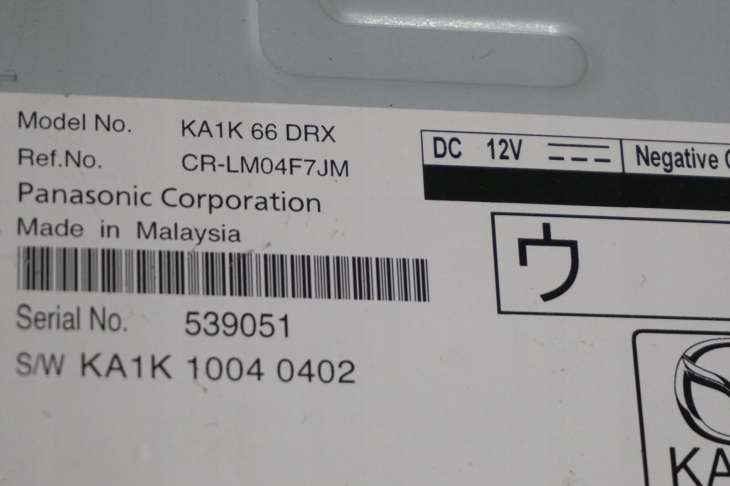 Model No. KA1K 66 DRX
Ref.No. CR-LM04F7JM
Panasonic Corporation
Made in Malaysia
Serial No. 539051
S/W KA1K 1004 0402
DC 12V
Negative
ウ
KA